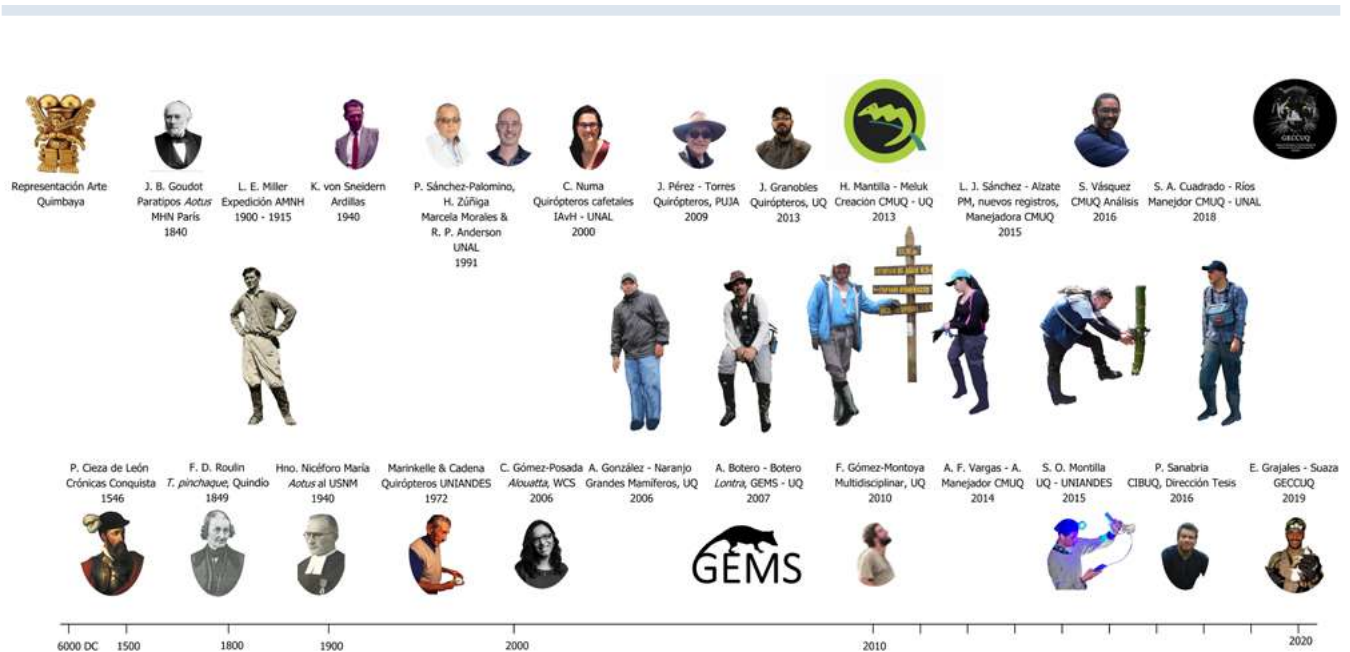 GECCUQ
Representación Arte
Quimbaya
J. B. Goudot
Paratipos Aotus
MHN París
1840
L. E. Miller
Expedición AMNH
1900 - 1915
K. von Sneidern
Ardillas
1940
P. Sánchez-Palomino,
H. Zúñiga
Marcela Morales &
R. P. Anderson
UNAL
1991
C. Numa
Quirópteros cafetales
IAvH - UNAL
2000
J. Pérez - Torres
Quirópteros, PUJA
2009
J. Granobles
Quirópteros, UQ
2013
H. Mantilla - Meluk
Creación CMUQ - UQ
2013
L. J. Sánchez - Alzate
PM, nuevos registros,
Manejadora CMUQ
2015
S. Vásquez
CMUQ Análisis
2016
S. A. Cuadrado - Ríos
Manejdor CMUQ - UNAL
2018
P. Cieza de León
Crónicas Conquista
1546
F. D. Roulin
T. pinchaque, Quindío
1849
Hno. Nicéforo María
Aotus al USNM
1940
Marinkelle & Cadena
Quirópteros UNIANDES
1972
C. Gómez-Posada
Alouatta, WCS
2006
A. González - Naranjo
Grandes Mamíferos, UQ
2006
A. Botero - Botero
Lontra, GEMS - UQ
2007
F. Gómez-Montoya
Multidisciplinar, UQ
2010
A. F. Vargas - A.
Manejador CMUQ
2014
S. O. Montilla
UQ - UNIANDES
2015
P. Sanabria
CIBUQ, Dirección Tesis
2016
E. Grajales - Suaza
GECCUQ
2019
GEMS
6000 DC
1500
1800
1900
2000
2010
2020